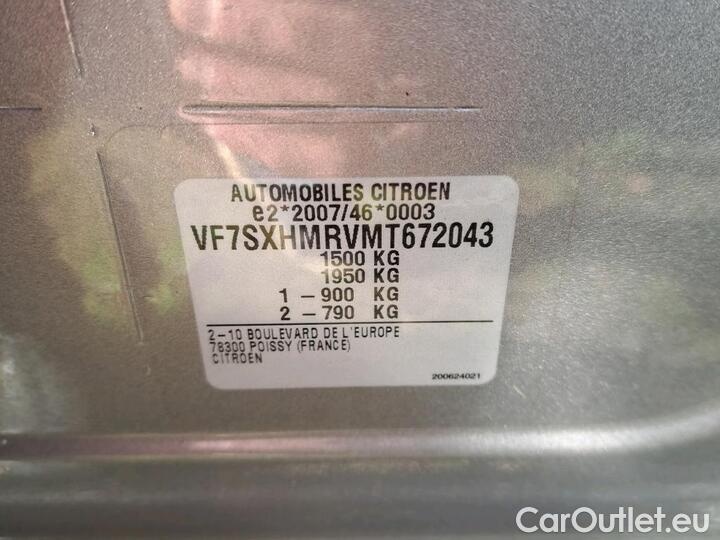 AUTOMOBILES CITROEN
e2*2007/46*0003
VF7SXHMRVMT672043
1500 KG
1950 KG
1 – 900 KG
2 – 790 KG
2–10 BOULEVARD DE L'EUROPE
78300 POISSY (FRANCE)
CITROEN
200624021
CarOutlet.eu